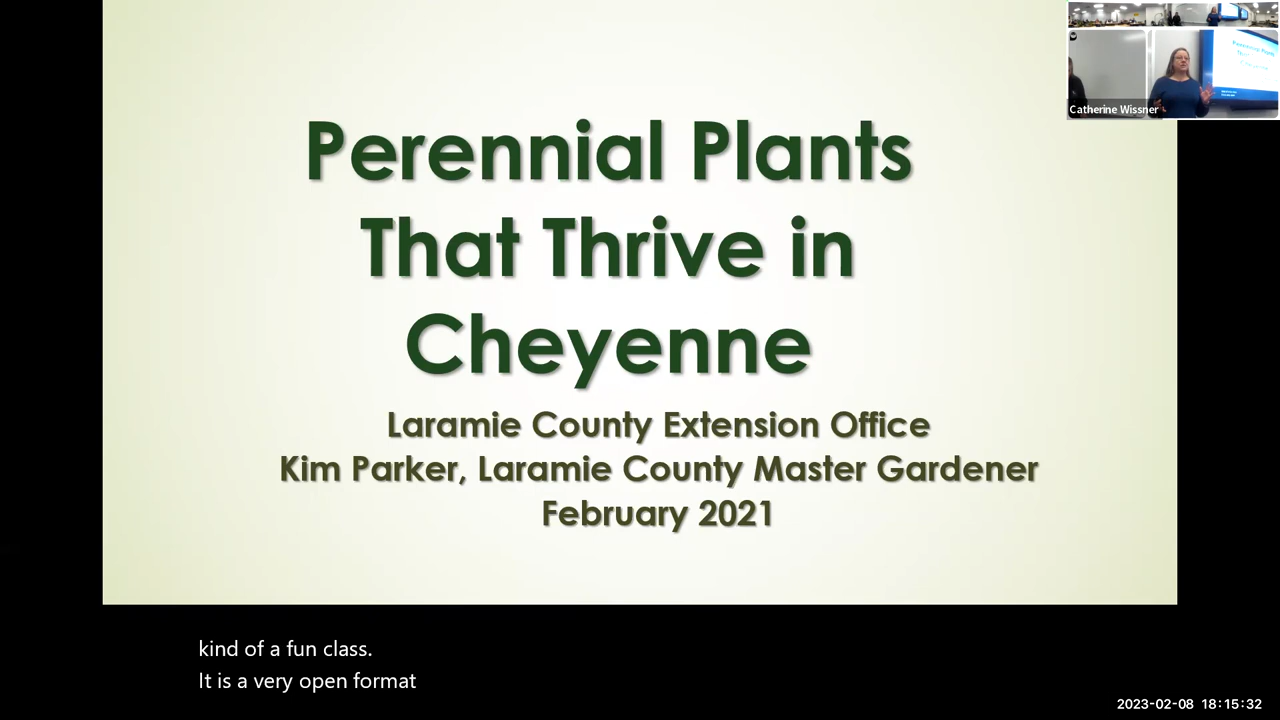 Perennial Plants
That Thrive in
Cheyenne
Laramie County Extension Office
Kim Parker, Laramie County Master Gardener
February 2021
Catherine Wissner
kind of a fun class.
It is a very open format
2023-02-08 18:15:32